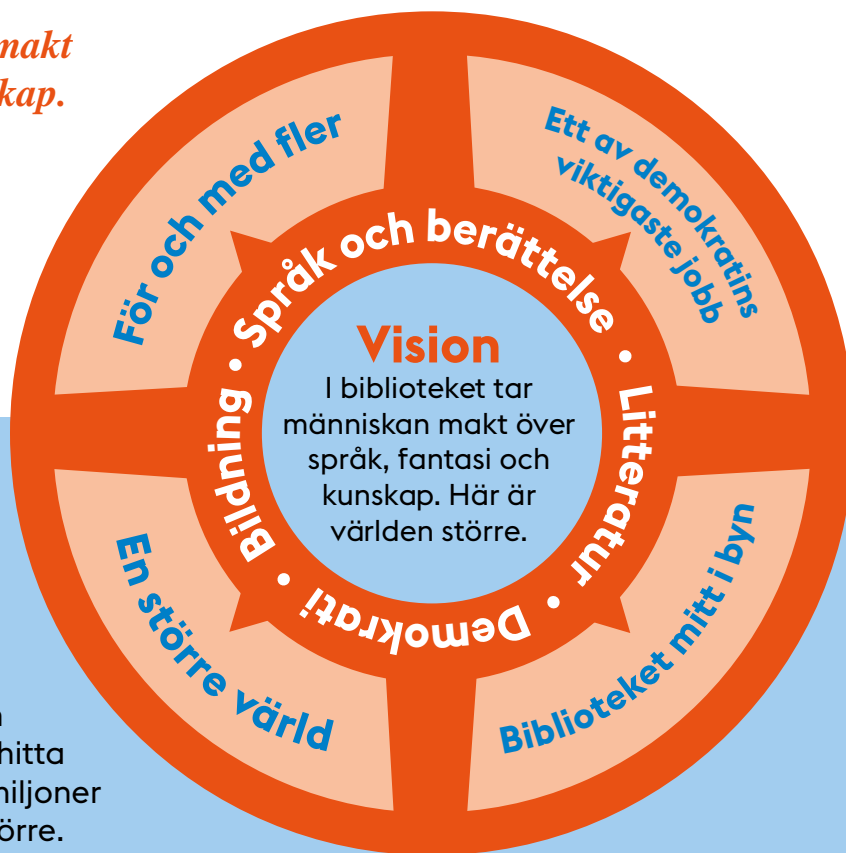 makt
kap.
För och med fler
Ett av demokratins
viktigaste jobb
Språk och berättelse • Litteratur • Demokrati • Bildning •
Vision
I biblioteket tar
människan makt över
språk, fantasi och
kunskap. Här är
världen större.
En större värld
Biblioteket mitt i byn
hitta
miljoner
örre.